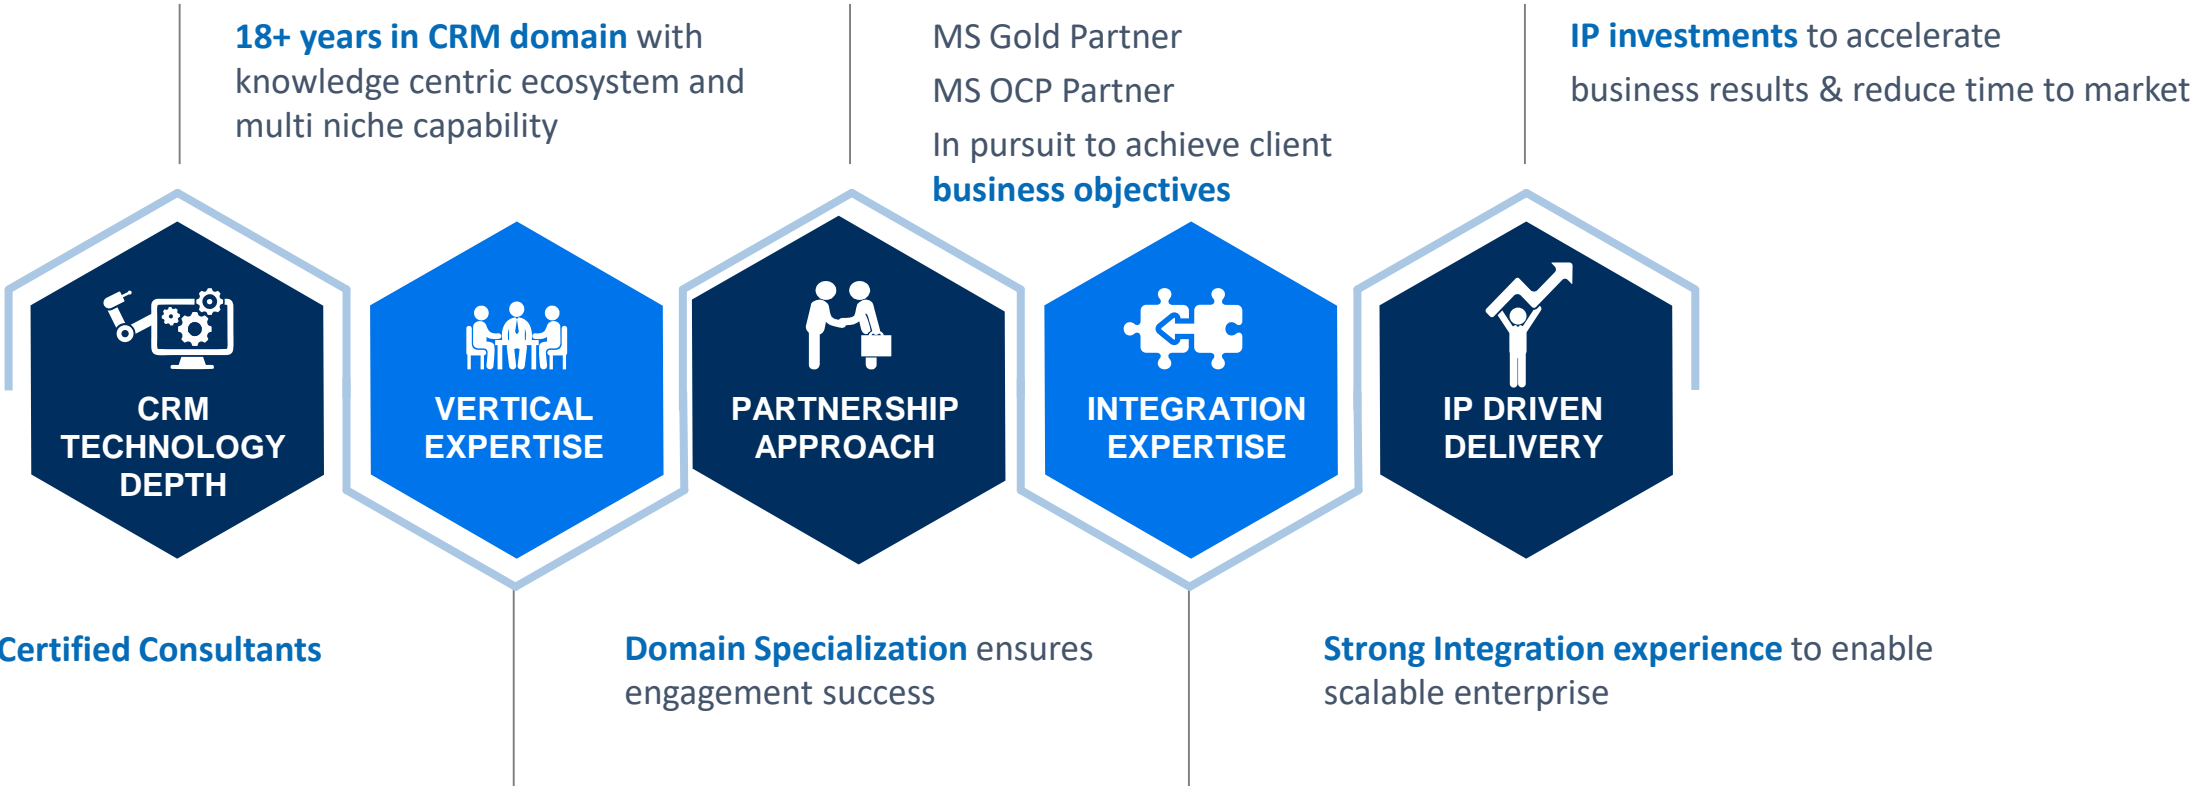 18+ years in CRM domain with
knowledge centric ecosystem and
multi niche capability
MS Gold Partner
MS OCP Partner
In pursuit to achieve client
business objectives
IP investments to accelerate
business results & reduce time to market
CRM
TECHNOLOGY
DEPTH
VERTICAL
EXPERTISE
PARTNERSHIP
APPROACH
INTEGRATION
EXPERTISE
IP DRIVEN
DELIVERY
Certified Consultants
Domain Specialization ensures
engagement success
Strong Integration experience to enable
scalable enterprise